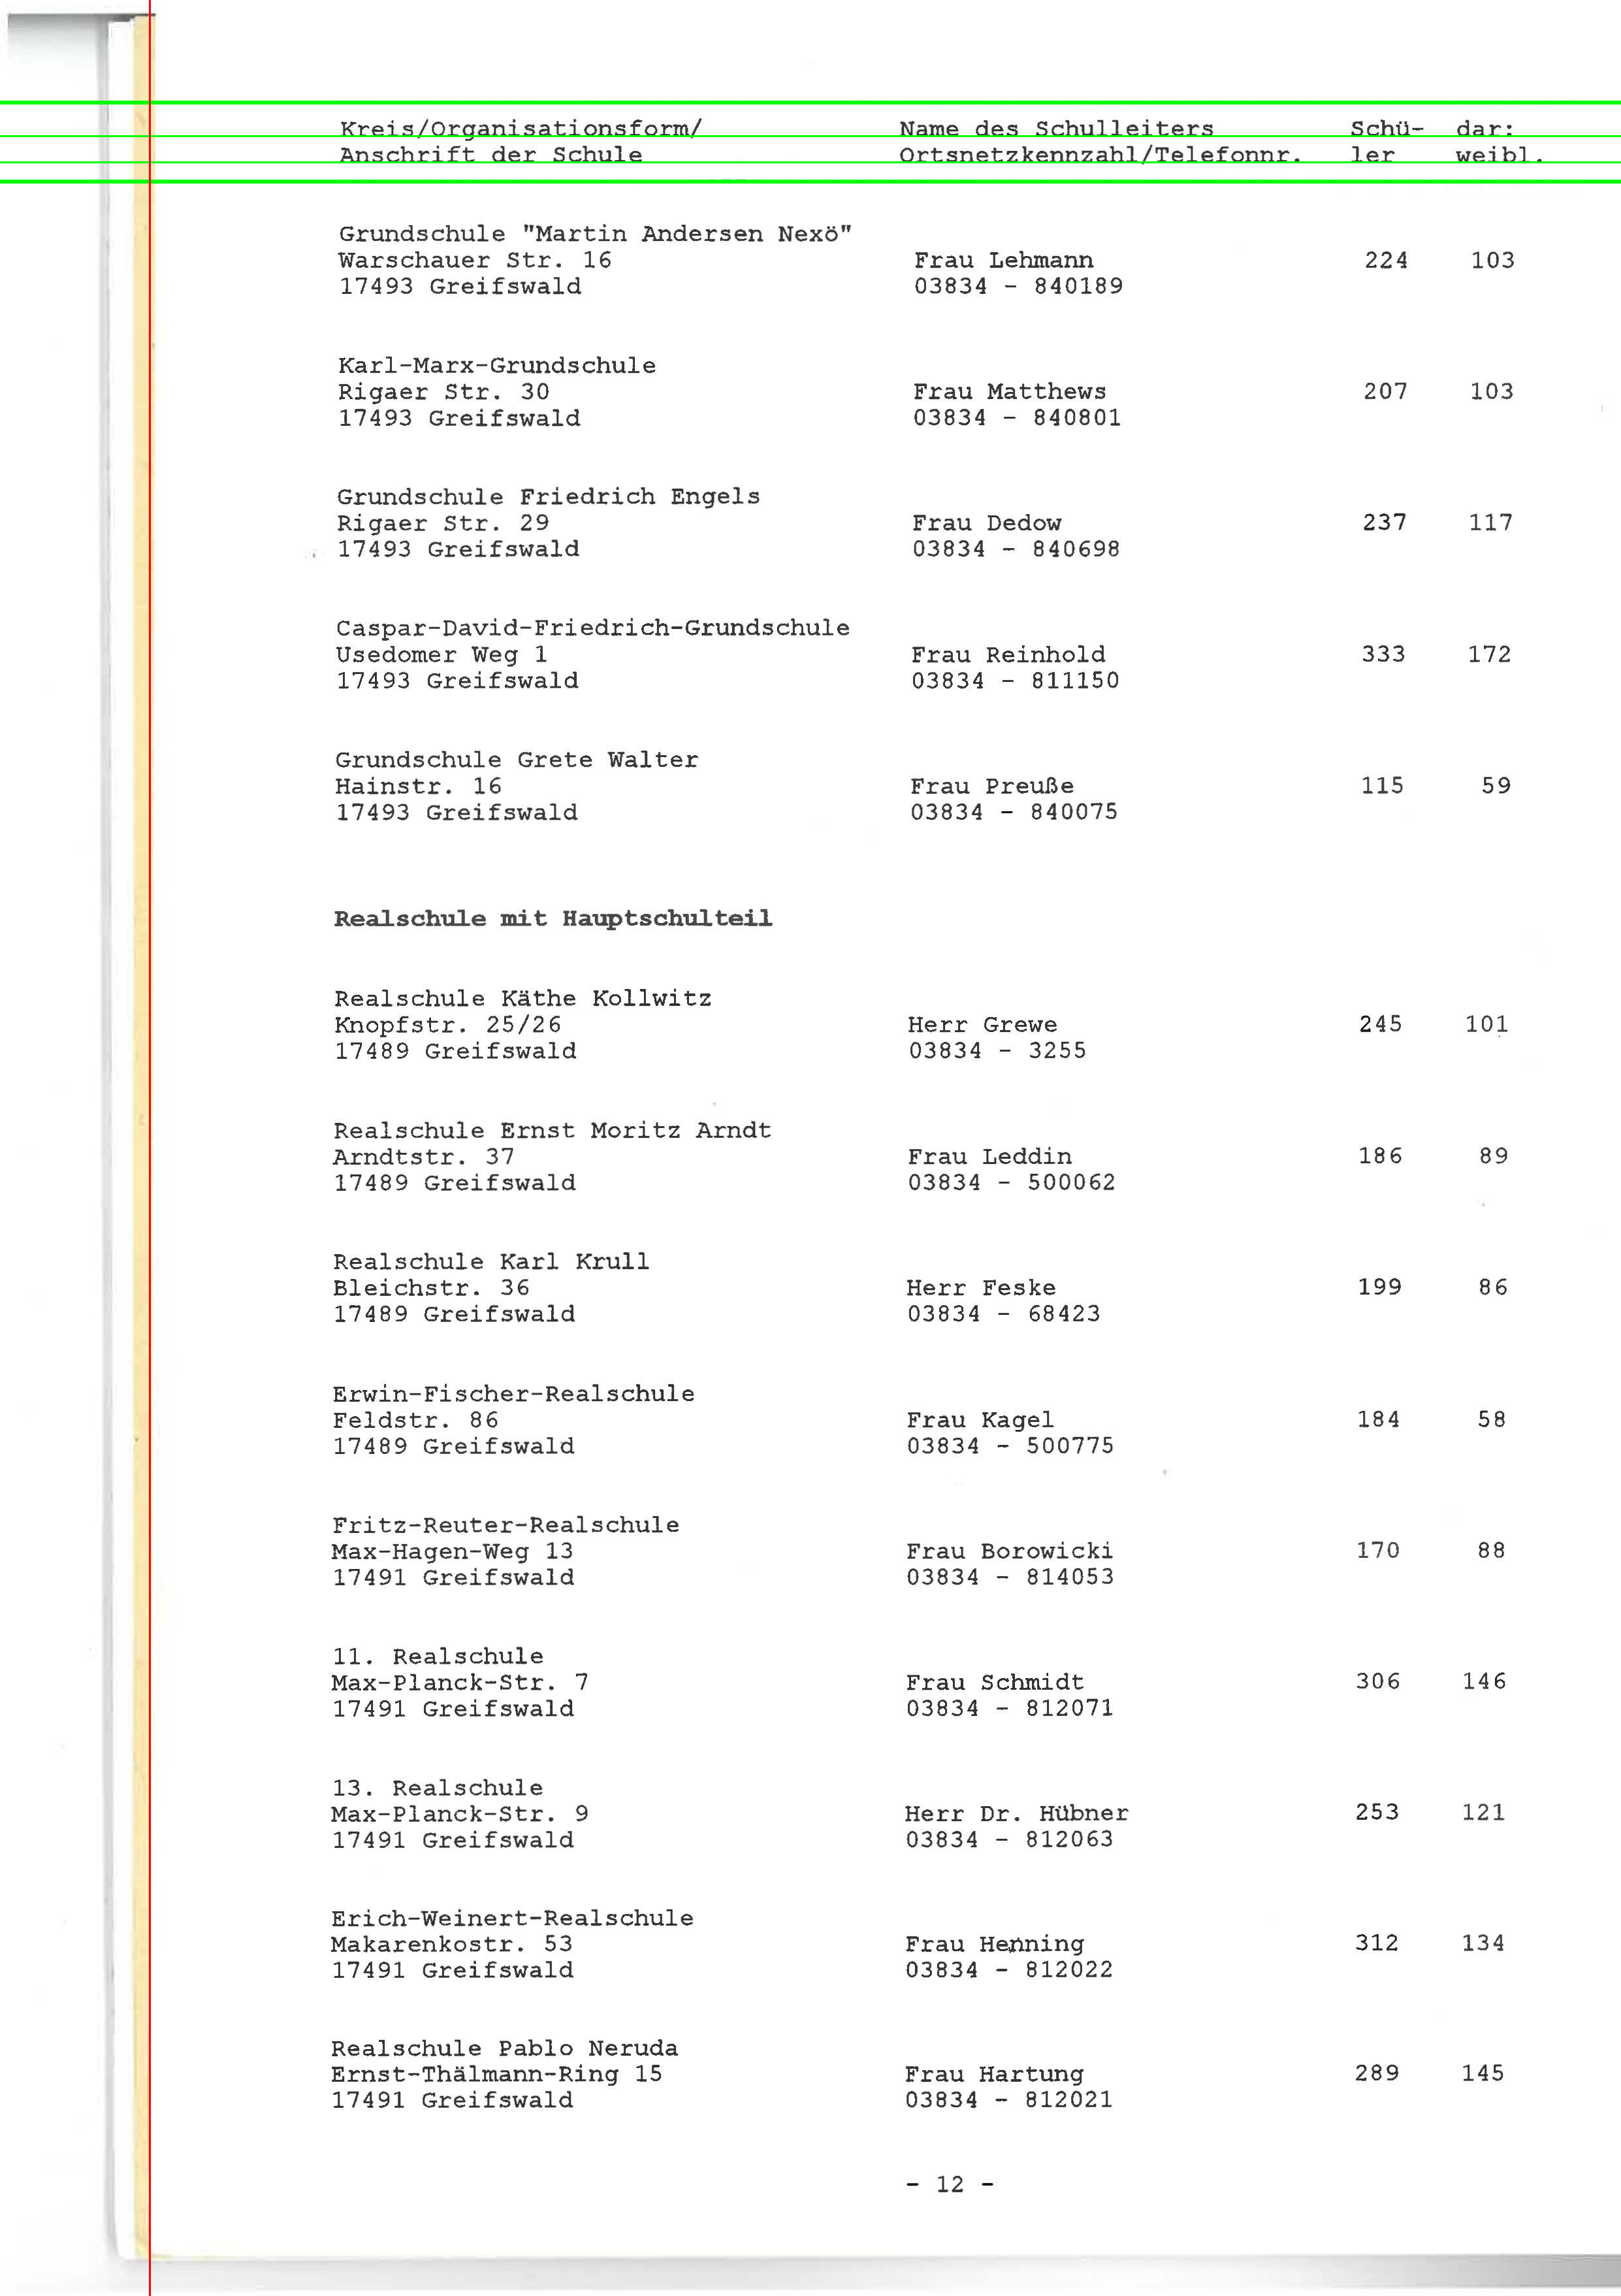 Kreis/Organisationsform/ Name des Schulleiters Schü- dar:
Anschrift der Schule Ortsnetzkennzahl/Telefonnr. ler weibl.
Grundschule "Martin Andersen Nexö"
Warschauer Str. 16 Frau Lehmann 224 103
17493 Greifswald 03834 - 840189
Karl-Marx-Grundschule
Rigaer Str. 30 Frau Matthews 207 103
17493 Greifswald 03834 - 840801
Grundschule Friedrich Engels
Rigaer Str. 29 Frau Dedow 237 117
17493 Greifswald 03834 - 840698
Caspar-David-Friedrich-Grundschule
Usedomer Weg 1 Frau Reinhold 333 172
17493 Greifswald 03834 - 811150
Grundschule Grete Walter
Hainstr. 16 Frau Preuße 115 59
17493 Greifswald 03834 - 840075
Realschule mit Hauptschulteil
Realschule Käthe Kollwitz
Knopfstr. 25/26 Herr Grewe 245 101
17489 Greifswald 03834 - 3255
Realschule Ernst Moritz Arndt
Arndtstr. 37 Frau Leddin 186 89
17489 Greifswald 03834 - 500062
Realschule Karl Krull
Bleichstr. 36 Herr Feske 199 86
17489 Greifswald 03834 - 68423
Erwin-Fischer-Realschule
Feldstr. 86 Frau Kagel 184 58
17489 Greifswald 03834 - 500775
Fritz-Reuter-Realschule
Max-Hagen-Weg 13 Frau Borowicki 170 88
17491 Greifswald 03834 - 814053
11. Realschule
Max-Planck-Str. 7 Frau Schmidt 306 146
17491 Greifswald 03834 - 812071
13. Realschule
Max-Planck-Str. 9 Herr Dr. Hübner 253 121
17491 Greifswald 03834 - 812063
Erich-Weinert-Realschule
Makarenkostr. 53 Frau Henning 312 134
17491 Greifswald 03834 - 812022
Realschule Pablo Neruda
Ernst-Thälmann-Ring 15 Frau Hartung 289 145
17491 Greifswald 03834 - 812021
- 12 -